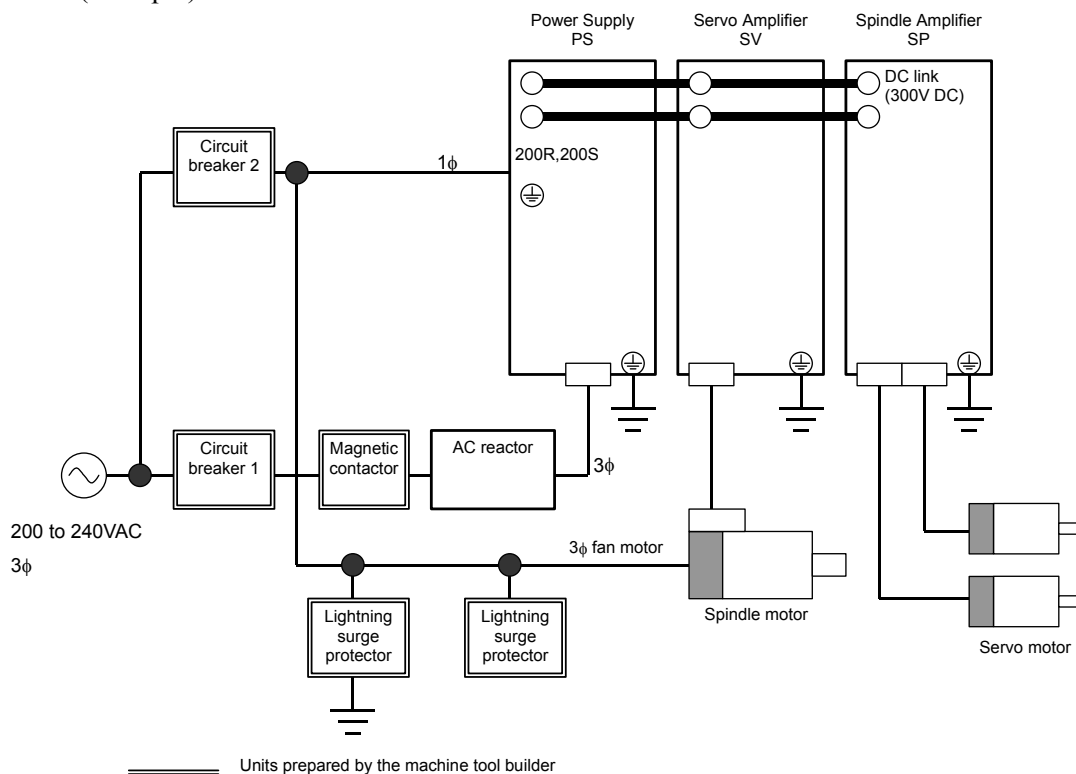 Power Supply
PS
Servo Amplifier
SV
Spindle Amplifier
SP
DC link
(300V DC)
Circuit
breaker 2
1ϕ
200R,200S
Circuit
breaker 1
Magnetic
contactor
AC reactor
3ϕ
200 to 240VAC
3ϕ
3ϕ fan motor
Lightning
surge
protector
Lightning
surge
protector
Spindle motor
Servo motor
Units prepared by the machine tool builder